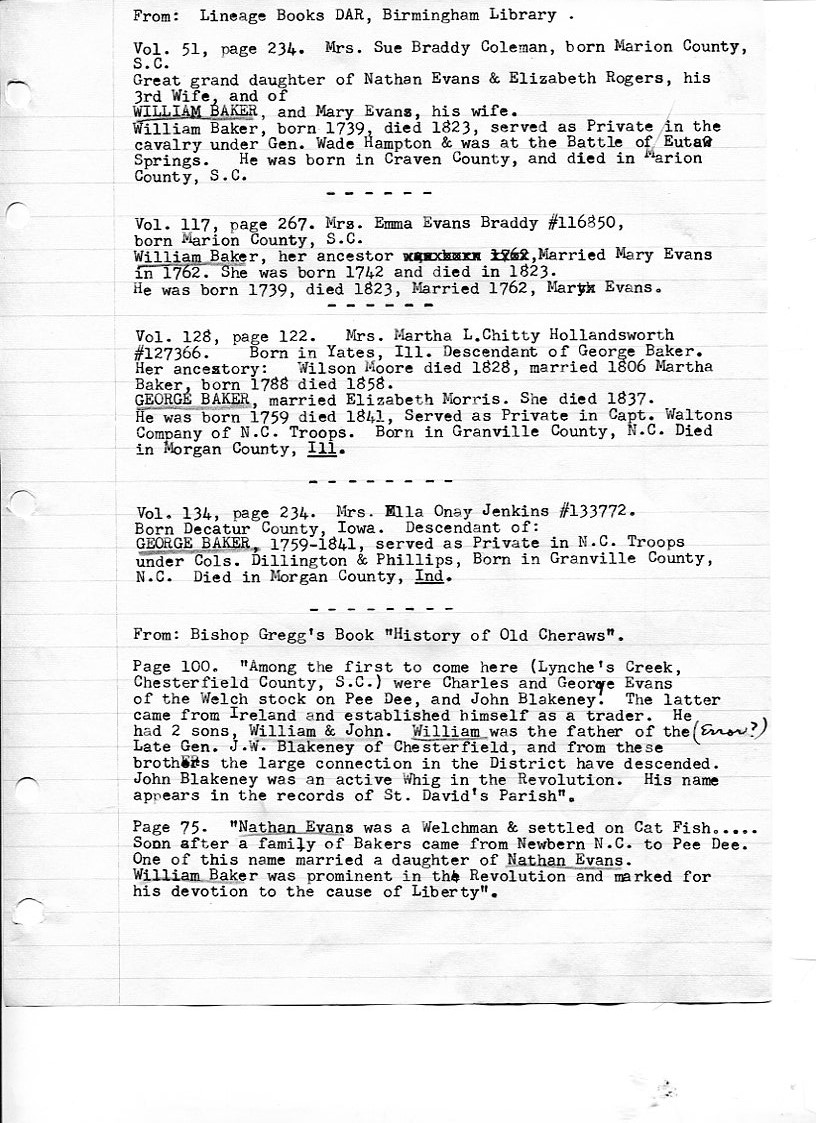 From:  Lineage Books DAR, Birmingham Library .
Vol. 51, page 234.  Mrs. Sue Braddy Coleman, born Marion County,
S.C.
Great grand daughter of Nathan Evans & Elizabeth Rogers, his
3rd Wife, and of
WILLIAM BAKER, and Mary Evans, his wife.
William Baker, born 1739, died 1823, served as Private in the
cavalry under Gen. Wade Hampton & was at the Battle of Eutaw
Springs.   He was born in Craven County, and died in Marion
County, S.C.
- - - - - -
Vol. 117, page 267. Mrs. Emma Evans Braddy #116850,
born Marion County, S.C.
William Baker, her ancestor 1762,Married Mary Evans
in 1762. She was born 1742 and died in 1823.
He was born 1739, died 1823, Married 1762, Mary Evans.
- - - - - -
Vol. 128, page 122.   Mrs. Martha L.Chitty Hollandsworth
#127366.    Born in Yates, Ill. Descendant of George Baker.
Her ancestory:   Wilson Moore died 1828, married 1806 Martha
Baker, born 1788 died 1858.
GEORGE BAKER, married Elizabeth Morris. She died 1837.
He was born 1759 died 1841, Served as Private in Capt. Waltons
Company of N.C. Troops.  Born in Granville County, N.C. Died
in Morgan County, Ill.
- - - - - - - -
Vol. 134, page 234.  Mrs. Ella Onay Jenkins #133772.
Born Decatur County, Iowa.  Descendant of:
GEORGE BAKER, 1759-1841, served as Private in N.C. Troops
under Cols. Dillington & Phillips, Born in Granville County,
N.C.  Died in Morgan County, Ind.
- - - - - - - -
From: Bishop Gregg's Book "History of Old Cheraws".
Page 100.  "Among the first to come here (Lynche's Creek,
Chesterfield County, S.C.) were Charles and George Evans
of the Welch stock on Pee Dee, and John Blakeney!  The latter
came from Ireland and established himself as a trader.  He
had 2 sons, William & John.  William was the father of the (Error?)
Late Gen. J.W. Blakeney of Chesterfield, and from these
brothers the large connection in the District have descended.
John Blakeney was an active Whig in the Revolution.  His name
appears in the records of St. David's Parish".
Page 75.  "Nathan Evans was a Welchman & settled on Cat Fish.....
Soon after a family of Bakers came from Newbern N.C. to Pee Dee.
One of this name married a daughter of Nathan Evans.
William Baker was prominent in the Revolution and marked for
his devotion to the cause of Liberty".